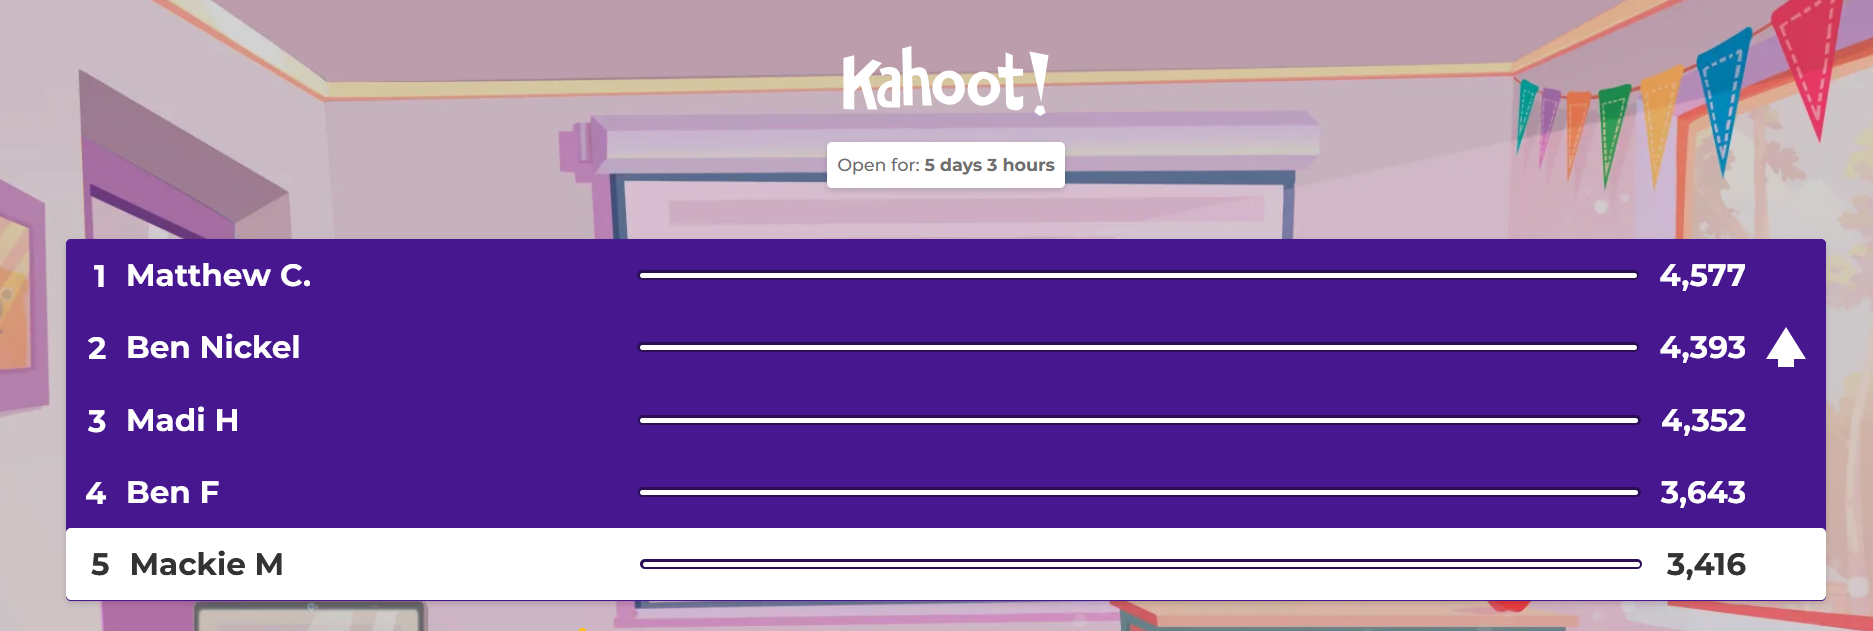 Kahoot!
Open for: 5 days 3 hours
1 Matthew C. 4,577
2 Ben Nickel 4,393
3 Madi H 4,352
4 Ben F 3,643
5 Mackie M 3,416